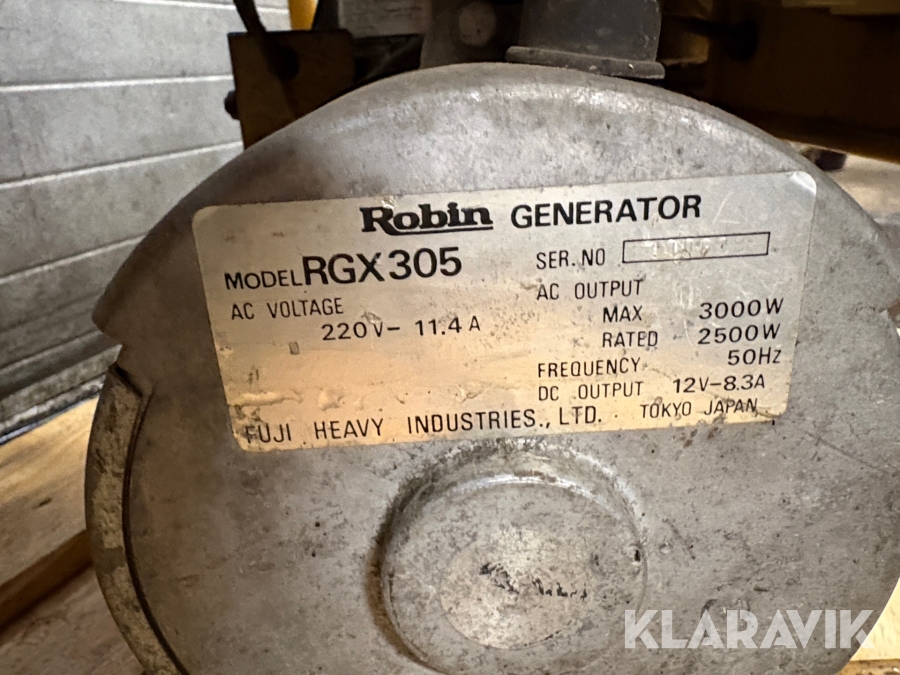 Robin GENERATOR
MODEL RGX305
SER. NO
AC VOLTAGE
220V- 11.4A
AC OUTPUT
MAX 3000W
RATED 2500W
FREQUENCY 50Hz
DC OUTPUT 12V-8.3A
FUJI HEAVY INDUSTRIES., LTD. TOKYO JAPAN
KLARAVIK